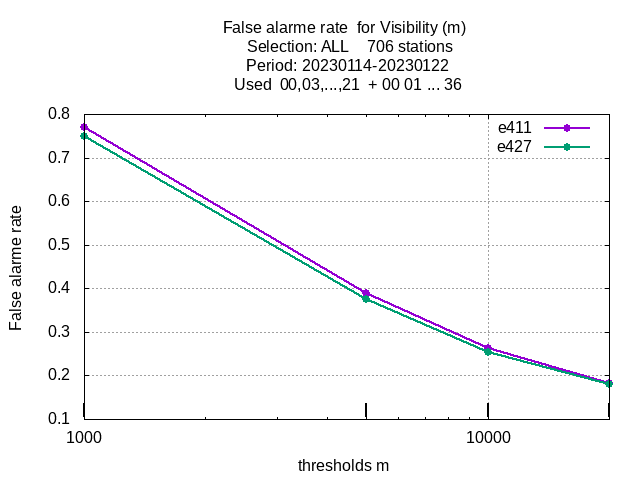 False alarme rate  for Visibility (m)
Selection: ALL    706 stations
Period: 20230114-20230122
Used  00,03,...,21  + 00 01 ... 36
e411
e427
0.8
0.7
0.6
0.5
0.4
0.3
0.2
0.1
False alarme rate
1000
10000
thresholds m